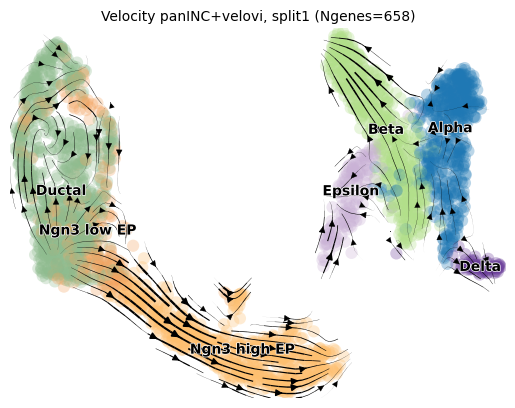 Velocity panINC+velovi, split1 (Ngenes=658)
Beta
Alpha
Ductal
Epsilon
Ngn3 low EP
Delta
Ngn3 high EP